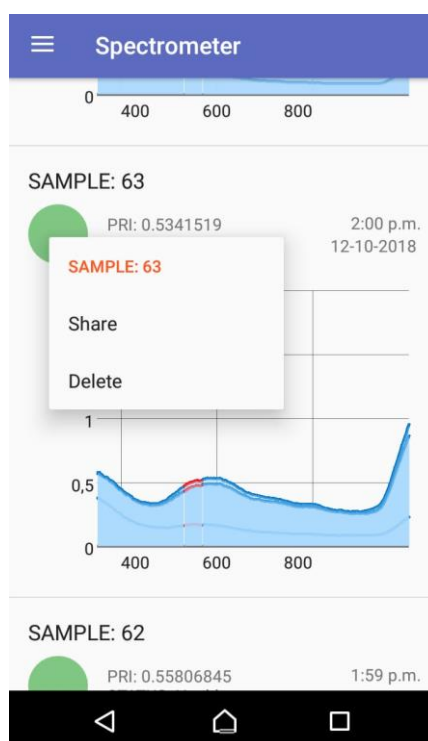 Spectrometer
0
400 600 800
SAMPLE: 63
PRI: 0.5341519 2:00 p.m.
12-10-2018
SAMPLE: 63
Share
Delete
1
0,5
0
400 600 800
SAMPLE: 62
PRI: 0.55806845 1:59 p.m.